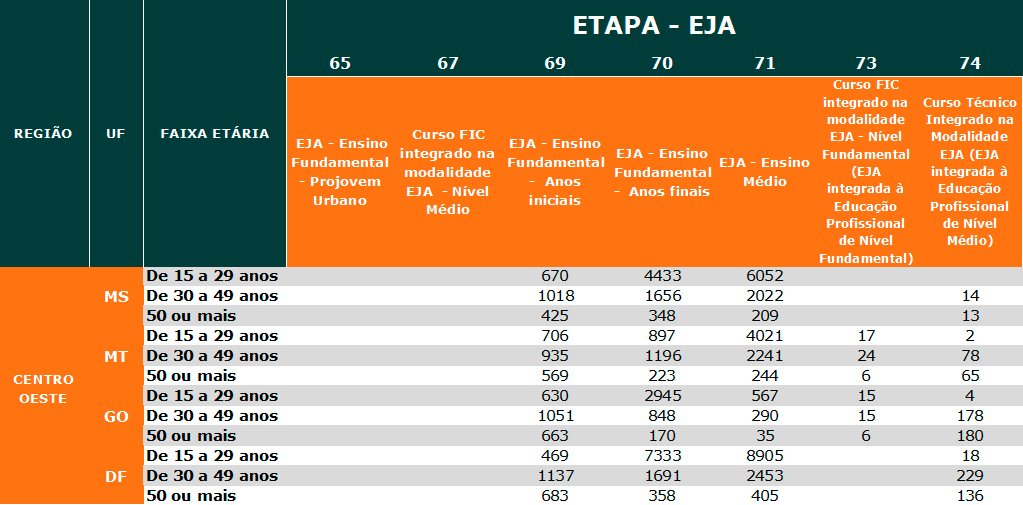 ETAPA – EJA
65 67 69 70 71 73 74
REGIÃO UF FAIXA ETÁRIA
EJA - Ensino
Fundamental
- Projovem
Urbano
Curso FIC
integrado na
modalidade
EJA  - Nível
Médio
EJA - Ensino
Fundamental
-  Anos
iniciais
EJA - Ensino
Fundamental
-  Anos finais
EJA - Ensino
Médio
Curso FIC
integrado na
modalidade
EJA - Nível
Fundamental
(EJA
integrada à
Educação
Profissional
de Nível
Fundamental)
Curso Técnico
Integrado na
Modalidade
EJA (EJA
integrada à
Educação
Profissional
de Nível
Médio)
CENTRO
OESTE
MS
De 15 a 29 anos 670 4433 6052
De 30 a 49 anos 1018 1656 2022 14
50 ou mais 425 348 209 13
MT
De 15 a 29 anos 706 897 4021 17 2
De 30 a 49 anos 935 1196 2241 24 78
50 ou mais 569 223 244 6 65
GO
De 15 a 29 anos 630 2945 567 15 4
De 30 a 49 anos 1051 848 290 15 178
50 ou mais 663 170 35 6 180
DF
De 15 a 29 anos 469 7333 8905 18
De 30 a 49 anos 1137 1691 2453 229
50 ou mais 683 358 405 136